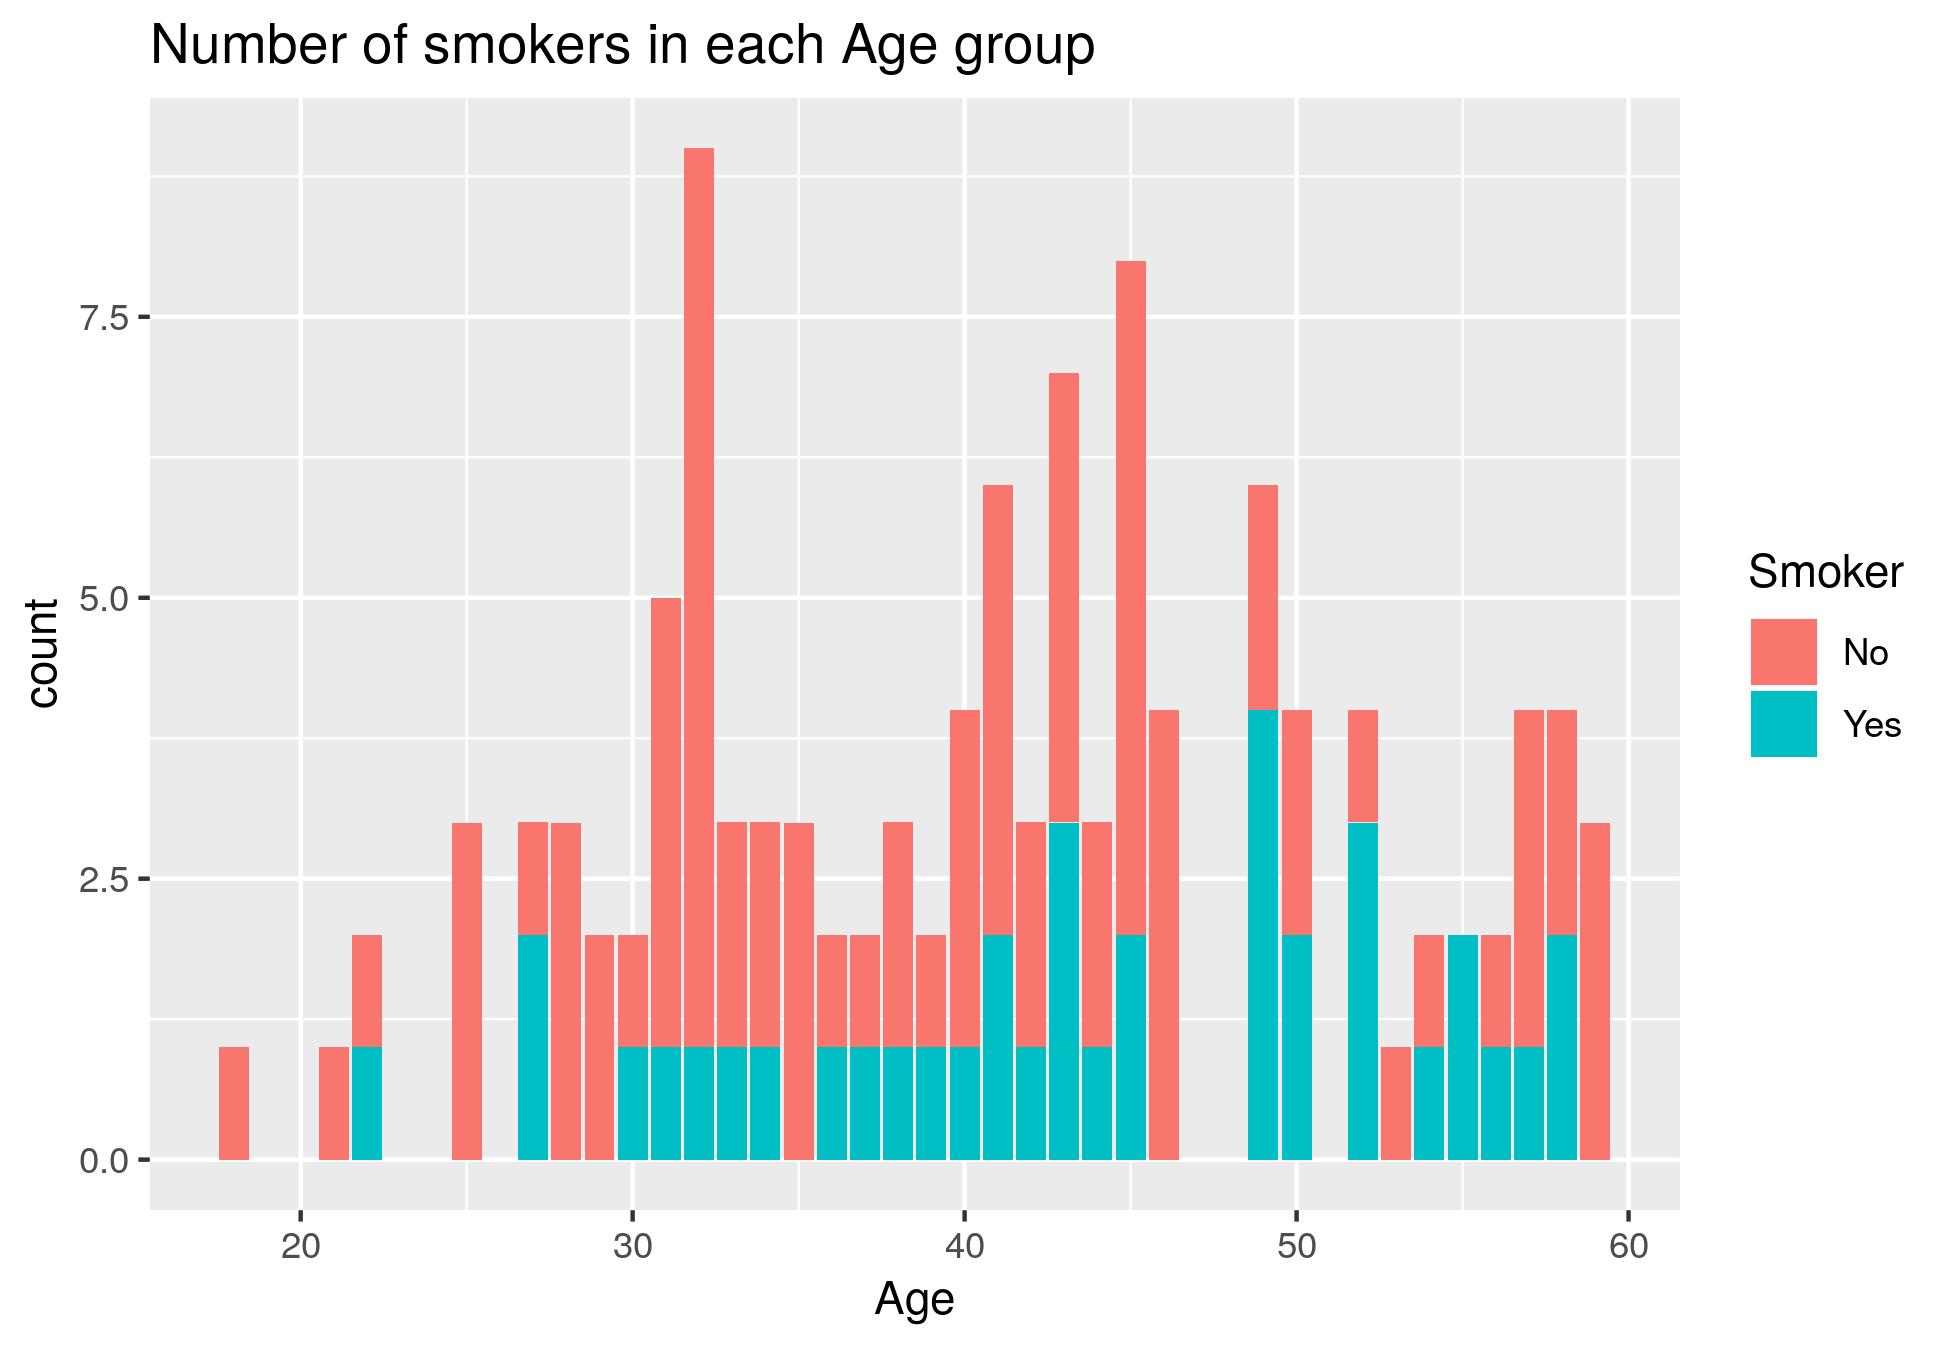 Number of smokers in each Age group
count
7.5
5.0
2.5
0.0
20 30 40 50 60
Age
Smoker
No
Yes